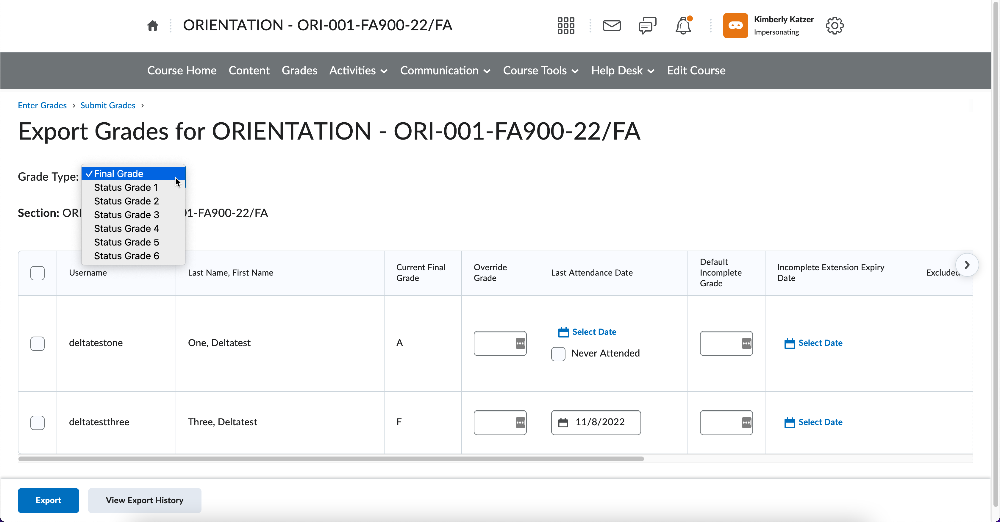 ORIENTATION - ORI-001-FA900-22/FA
Kimberly Katzer
Impersonating
Course Home Content Grades Activities Communication Course Tools Help Desk Edit Course
Enter Grades › Submit Grades ›
Export Grades for ORIENTATION - ORI-001-FA900-22/FA
Grade Type:
✓ Final Grade
Status Grade 1
Status Grade 2
Status Grade 3
Status Grade 4
Status Grade 5
Status Grade 6
Section: ORI 1-FA900-22/FA
Username
Last Name, First Name
Current Final
Grade
Override
Grade
Last Attendance Date
Default
Incomplete
Grade
Incomplete Extension Expiry
Date
Excluded
deltatestone
One, Deltatest
A
Select Date
Never Attended
Select Date
deltatestthree
Three, Deltatest
F
11/8/2022
Select Date
Export
View Export History